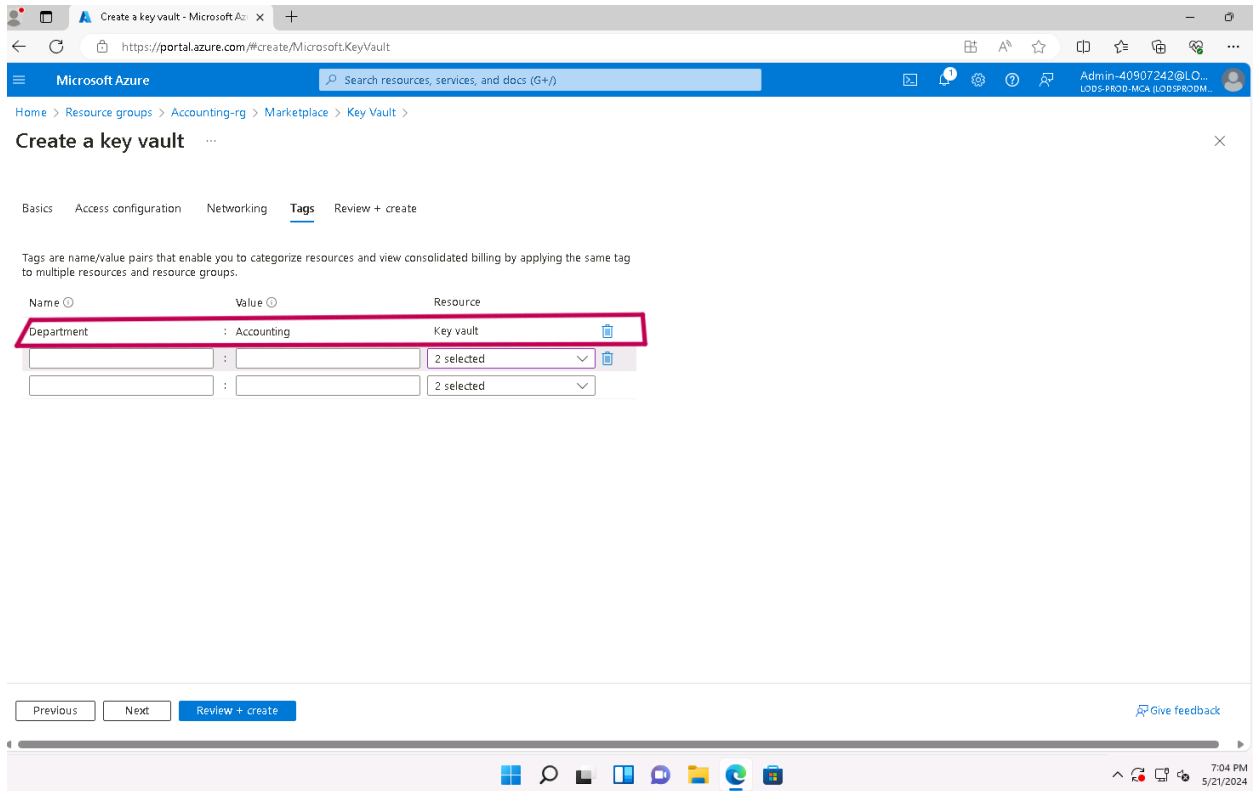 Create a key vault - Microsoft Az
https://portal.azure.com/#create/Microsoft.KeyVault
Microsoft Azure
Search resources, services, and docs (G+/)
1
Admin-40907242@LO...
LODS-PROD-MCA (LODSPRODM...
Home > Resource groups > Accounting-rg > Marketplace > Key Vault >
Create a key vault ...
Basics Access configuration Networking Tags Review + create
Tags are name/value pairs that enable you to categorize resources and view consolidated billing by applying the same tag
to multiple resources and resource groups.
Name Value Resource
Department : Accounting Key vault
: 2 selected
: 2 selected
Previous Next Review + create
Give feedback
7:04 PM
5/21/2024